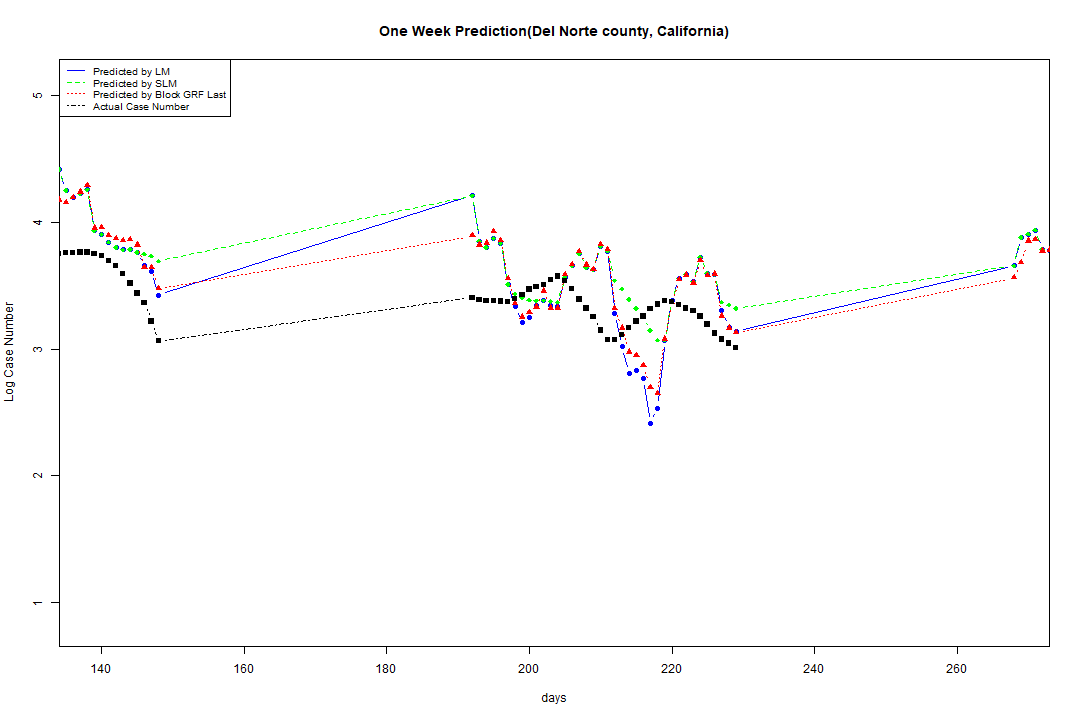 One Week Prediction(Del Norte county, California)
Predicted by LM
Predicted by SLM
Predicted by Block GRF Last
Actual Case Number
5
4
3
2
1
Log Case Number
140 160 180 200 220 240 260
days